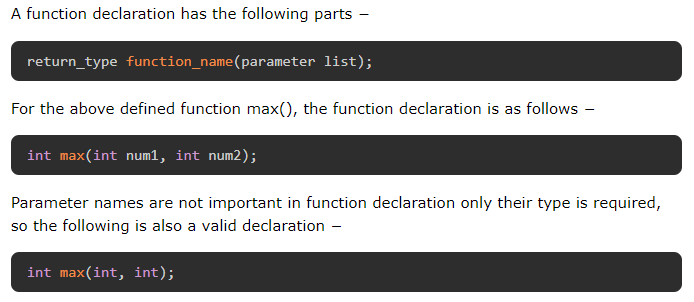 A function declaration has the following parts −
return_type function_name(parameter list);
For the above defined function max(), the function declaration is as follows −
int max(int num1, int num2);
Parameter names are not important in function declaration only their type is required,
so the following is also a valid declaration −
int max(int, int);